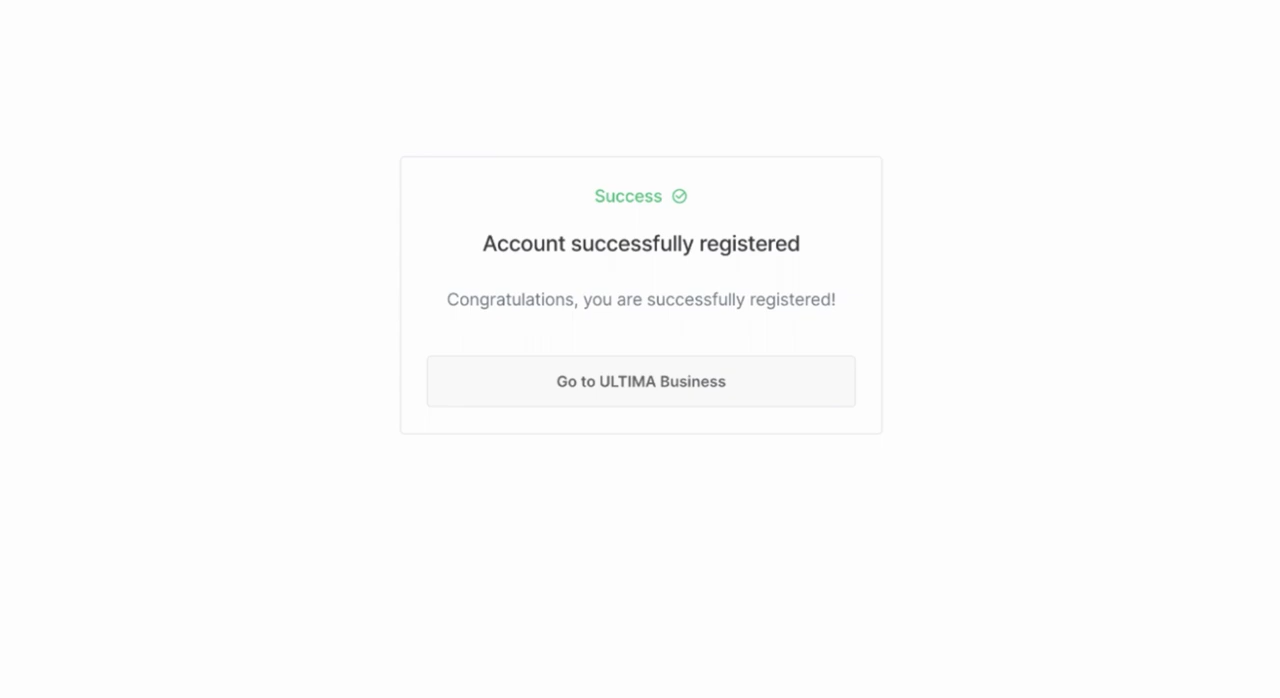 Success
Account successfully registered
Congratulations, you are successfully registered!
Go to ULTIMA Business